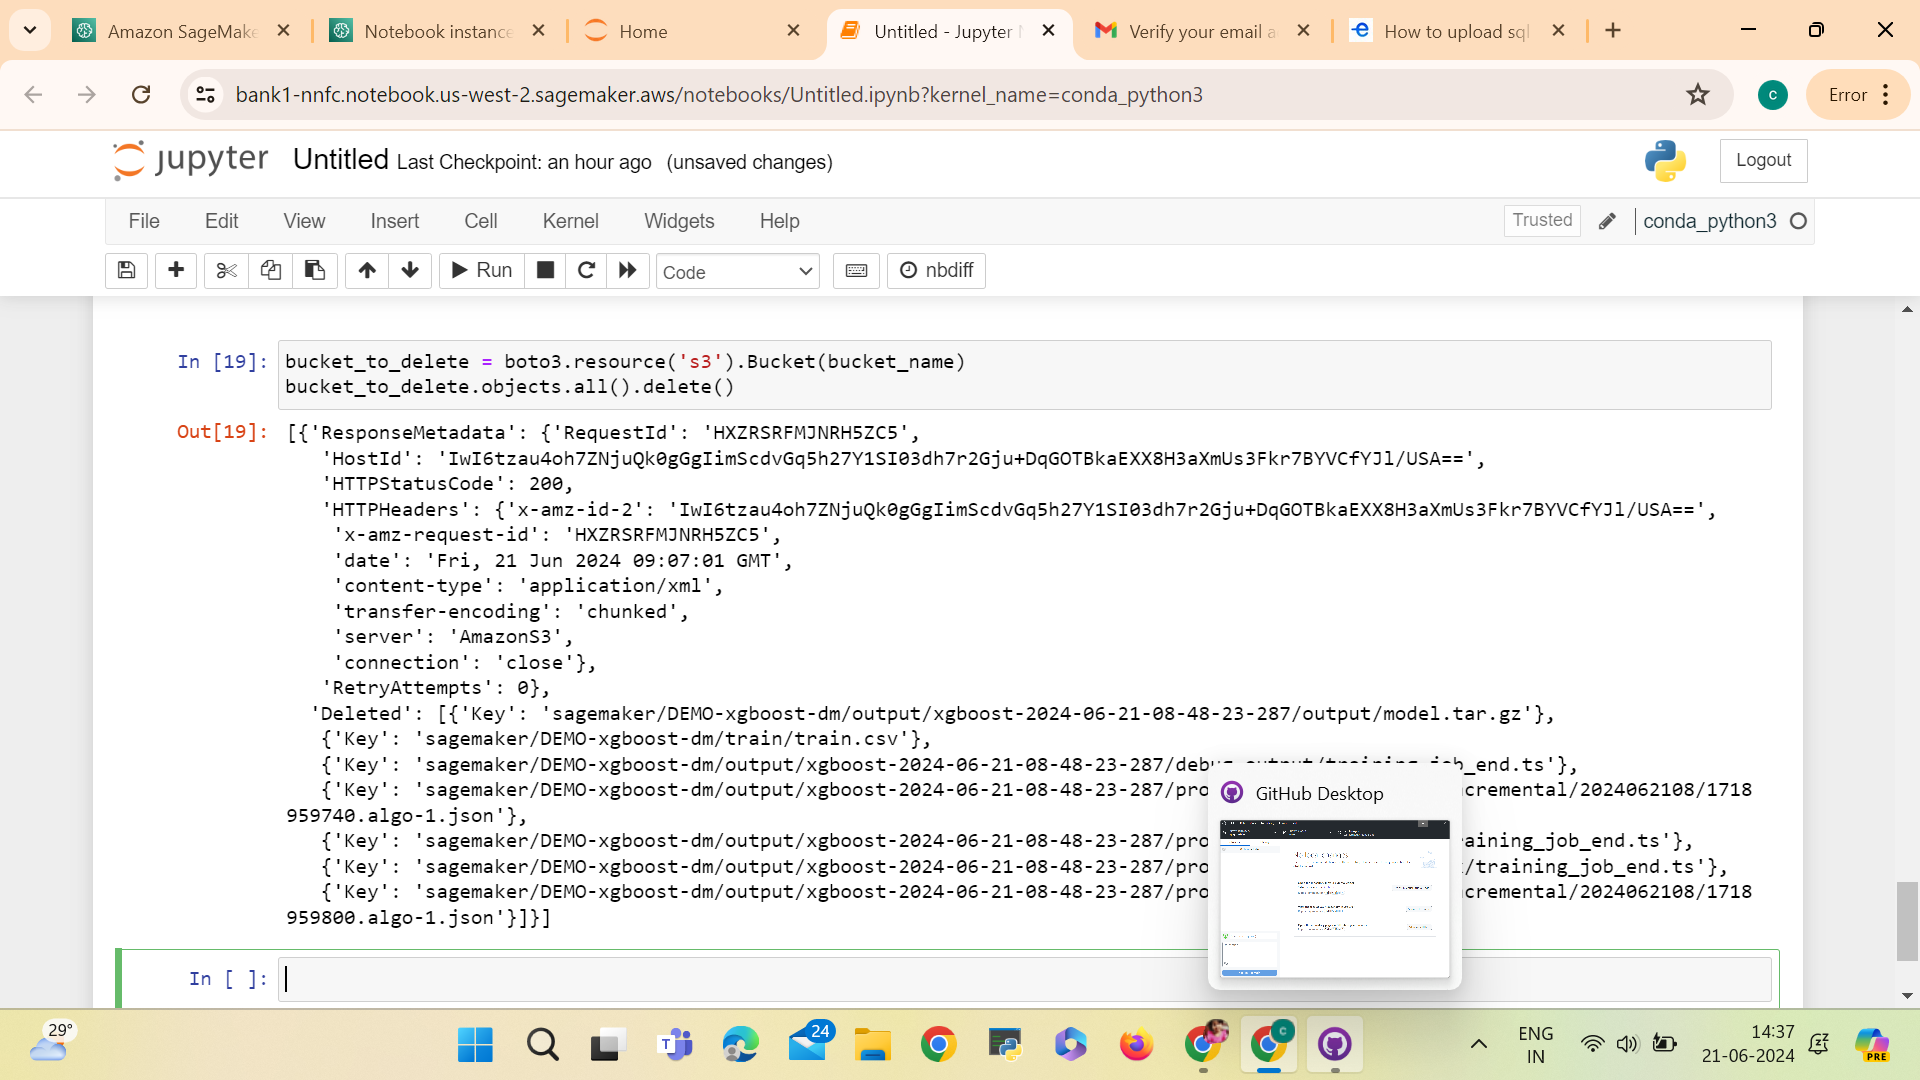 Amazon SageMake
Notebook instance
Home
Untitled - Jupyter N
Verify your email a
How to upload sql
bank1-nnfc.notebook.us-west-2.sagemaker.aws/notebooks/Untitled.ipynb?kernel_name=conda_python3
c
Error
jupyter Untitled Last Checkpoint: an hour ago (unsaved changes)
Logout
File Edit View Insert Cell Kernel Widgets Help
Trusted conda_python3
Run Code nbdiff
In [19]: bucket_to_delete = boto3.resource('s3').Bucket(bucket_name)
bucket_to_delete.objects.all().delete()
Out[19]: [{'ResponseMetadata': {'RequestId': 'HXZRSRFMJNRH5ZC5',
'HostId': 'IwI6tzau4oh7ZNjuQk0gGgIimScdvGq5h27Y1SI03dh7r2Gju+DqGOTBkaEXX8H3aXmUs3Fkr7BYVCfYJl/USA==',
'HTTPStatusCode': 200,
'HTTPHeaders': {'x-amz-id-2': 'IwI6tzau4oh7ZNjuQk0gGgIimScdvGq5h27Y1SI03dh7r2Gju+DqGOTBkaEXX8H3aXmUs3Fkr7BYVCfYJl/USA==',
'x-amz-request-id': 'HXZRSRFMJNRH5ZC5',
'date': 'Fri, 21 Jun 2024 09:07:01 GMT',
'content-type': 'application/xml',
'transfer-encoding': 'chunked',
'server': 'AmazonS3',
'connection': 'close'},
'RetryAttempts': 0},
'Deleted': [{'Key': 'sagemaker/DEMO-xgboost-dm/output/xgboost-2024-06-21-08-48-23-287/output/model.tar.gz'},
{'Key': 'sagemaker/DEMO-xgboost-dm/train/train.csv'},
{'Key': 'sagemaker/DEMO-xgboost-dm/output/xgboost-2024-06-21-08-48-23-287/debug-output/training_job_end.ts'},
{'Key': 'sagemaker/DEMO-xgboost-dm/output/xgboost-2024-06-21-08-48-23-287/pro cremental/2024062108/1718
959740.algo-1.json'},
{'Key': 'sagemaker/DEMO-xgboost-dm/output/xgboost-2024-06-21-08-48-23-287/pro aining_job_end.ts'},
{'Key': 'sagemaker/DEMO-xgboost-dm/output/xgboost-2024-06-21-08-48-23-287/pro /training_job_end.ts'},
{'Key': 'sagemaker/DEMO-xgboost-dm/output/xgboost-2024-06-21-08-48-23-287/pro cremental/2024062108/1718
959800.algo-1.json'}]}]
GitHub Desktop
In [ ]:
29°
24
ENG
IN
14:37
21-06-2024
PRE